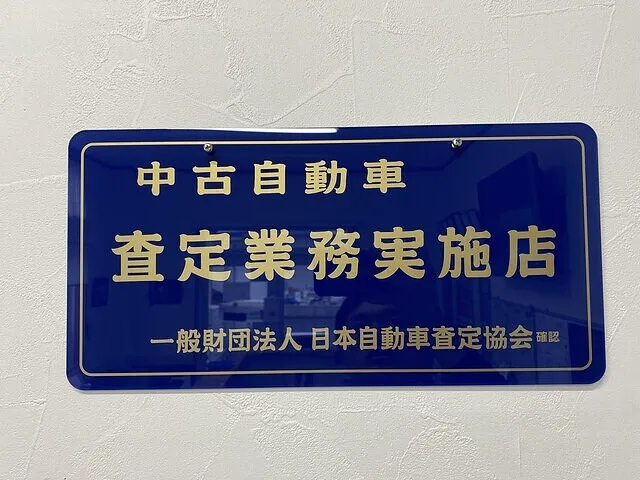 中古自動車
査定業務実施店
一般財団法人 日本自動車査定協会 確認